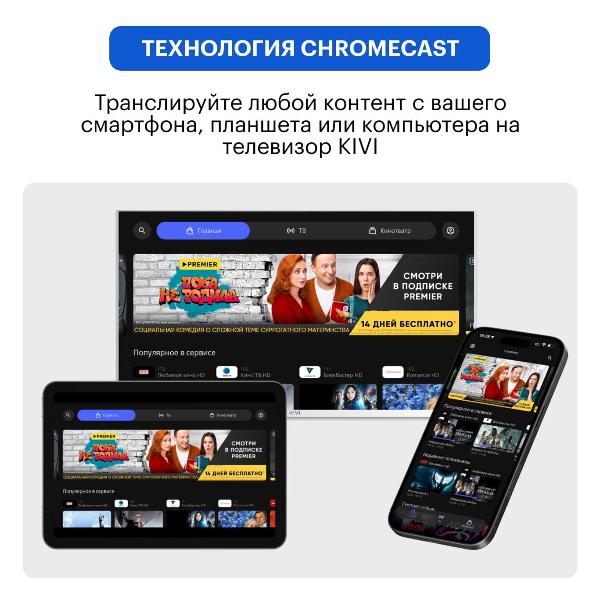 ТЕХНОЛОГИЯ CHROMECAST
Транслируйте любой контент с вашего
смартфона, планшета или компьютера на
телевизор KIVI
Главная
ТВ
Кинотеатр
PREMIER
ПОКА
НЕ РОДИЛА
СМОТРИ
В ПОДПИСКЕ
PREMIER
14 ДНЕЙ БЕСПЛАТНО*
СОЦИАЛЬНАЯ КОМЕДИЯ О СЛОЖНОЙ ТЕМЕ СУРРОГАТНОГО МАТЕРИНСТВА
Популярное в сервисе
Любимое кино HD
Кино ТВ HD
Блокбастер HD
Romance HD
KIVI
Главная
ТВ
Кинотеатр
PREMIER
ПОКА
НЕ РОДИЛА
СМОТРИ
В ПОДПИСКЕ
PREMIER
14 ДНЕЙ БЕСПЛАТНО*
СОЦИАЛЬНАЯ КОМЕДИЯ О СЛОЖНОЙ ТЕМЕ СУРРОГАТНОГО МАТЕРИНСТВА
Популярное в сервисе
Главная
PREMIER
Популярное в сервисе